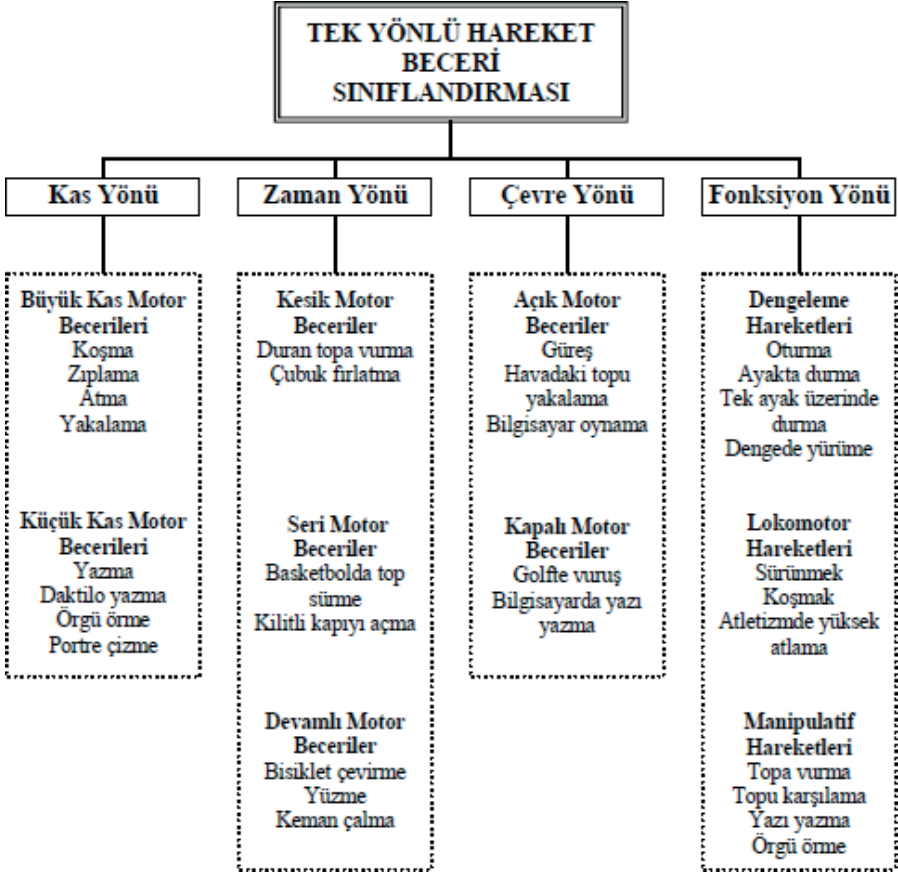 TEK YÖNLÜ HAREKET
BECERİ
SINIFLANDIRMASI
Kas Yönü
Zaman Yönü
Çevre Yönü
Fonksiyon Yönü
Büyük Kas Motor
Becerileri
Koşma
Zıplama
Atma
Yakalama
Küçük Kas Motor
Becerileri
Yazma
Daktilo yazma
Örgü örme
Portre çizme
Kesik Motor
Beceriler
Duran topa vurma
Çubuk fırlatma
Seri Motor
Beceriler
Basketbolda top
sürme
Kilitli kapıyı açma
Devamlı Motor
Beceriler
Bisiklet çevirme
Yüzme
Keman çalma
Açık Motor
Beceriler
Güreş
Havadaki topu
yakalama
Bilgisayar oynama
Kapalı Motor
Beceriler
Golfte vuruş
Bilgisayarda yazı
yazma
Dengeleme
Hareketleri
Oturma
Ayakta durma
Tek ayak üzerinde
durma
Dengede yürüme
Lokomotor
Hareketleri
Sürünmek
Koşmak
Atletizmde yüksek
atlama
Manipulatif
Hareketleri
Topa vurma
Topu karşılama
Yazı yazma
Örgü örme